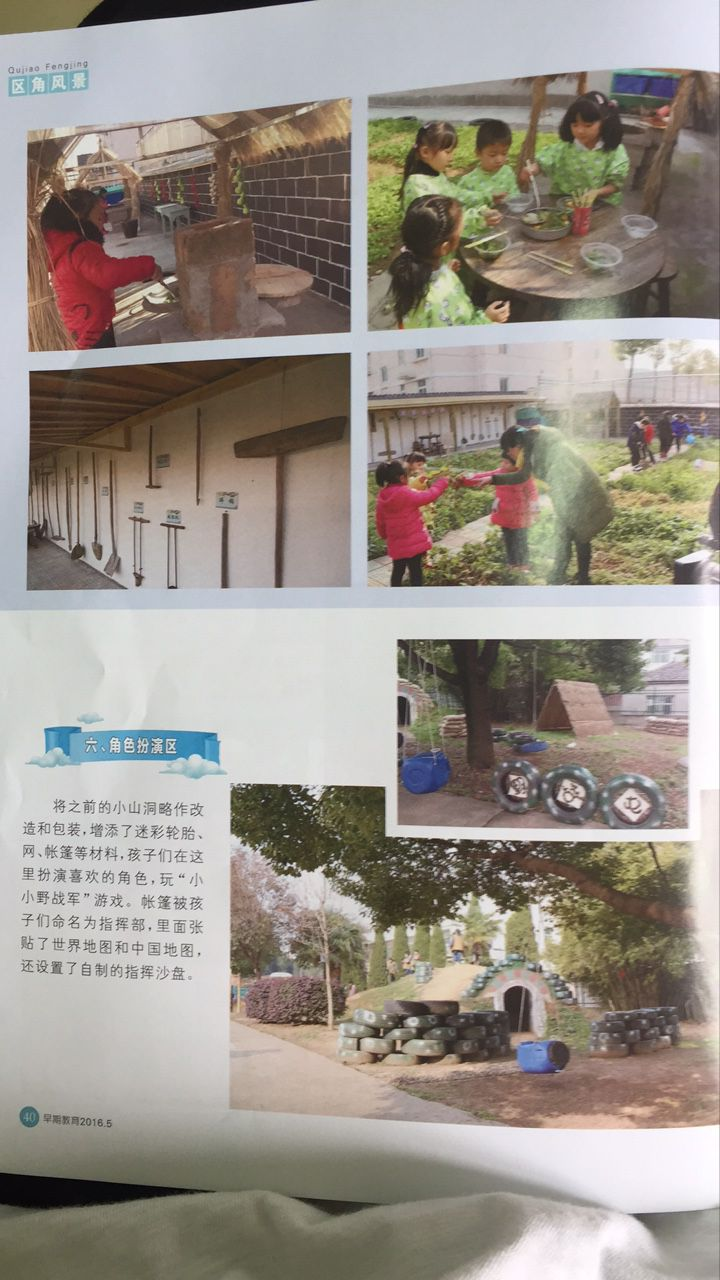 Qujiao Fengjing
区角风景
六、角色扮演区
将之前的小山洞略作改
造和包装，增添了迷彩轮胎、
网、帐篷等材料，孩子们在这
里扮演喜欢的角色，玩“小
小野战军”游戏。帐篷被孩
子们命名为指挥部，里面张
贴了世界地图和中国地图，
还设置了自制的指挥沙盘。
40 早期教育2016.5